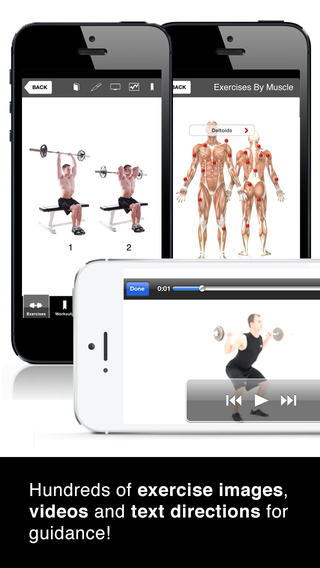 BACK
1
2
Exercises
Workouts
BACK
Exercises By Muscle
Deltoids
Done
0:01
Hundreds of exercise images,
videos and text directions for
guidance!